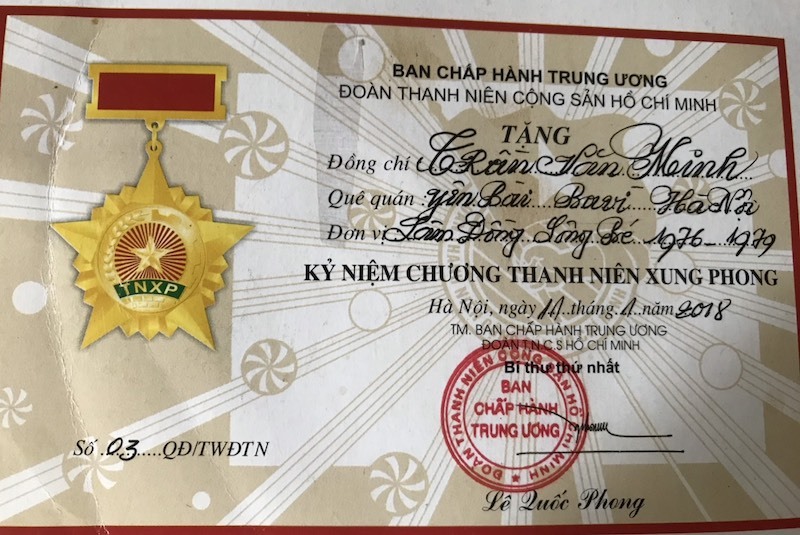 BAN CHẤP HÀNH TRUNG ƯƠNG
ĐOÀN THANH NIÊN CỘNG SẢN HỒ CHÍ MINH
TẶNG
Đồng chí Trần Văn Minh
Quê quán: Yên Bài Bavì Hà Nội
Đơn vị Lâm Đồng Sông Bé 1976-1979
KỶ NIỆM CHƯƠNG THANH NIÊN XUNG PHONG
Hà Nội, ngày 14 tháng 4 năm 2018
TM. BAN CHẤP HÀNH TRUNG ƯƠNG
ĐOÀN T.N.C.S HỒ CHÍ MINH
Bí thư thứ nhất
ĐOÀN THANH NIÊN CỘNG SẢN HỒ CHÍ MINH
BAN
CHẤP HÀNH
TRUNG ƯƠNG
Lê Quốc Phong
TNXP
Số 03 QĐ/TWĐTN